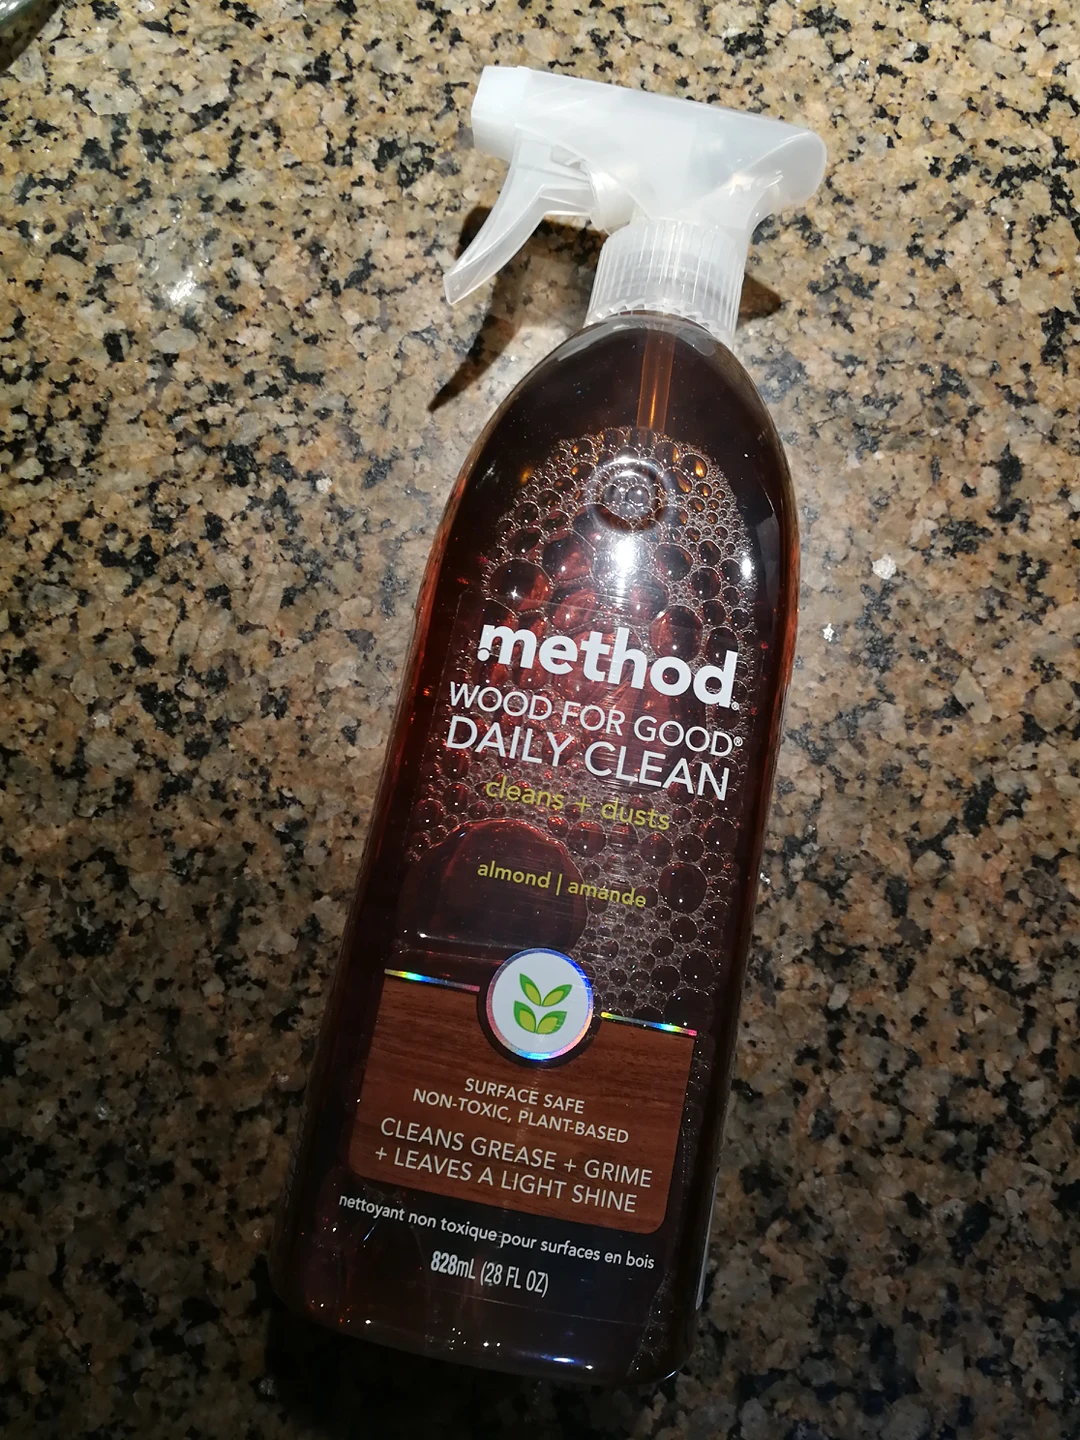 method®
WOOD FOR GOOD®
DAILY CLEAN
cleans + dusts
almond | amande
SURFACE SAFE
NON-TOXIC, PLANT-BASED
CLEANS GREASE + GRIME
+ LEAVES A LIGHT SHINE
nettoyant non toxique pour surfaces en bois
828mL (28 FL OZ)